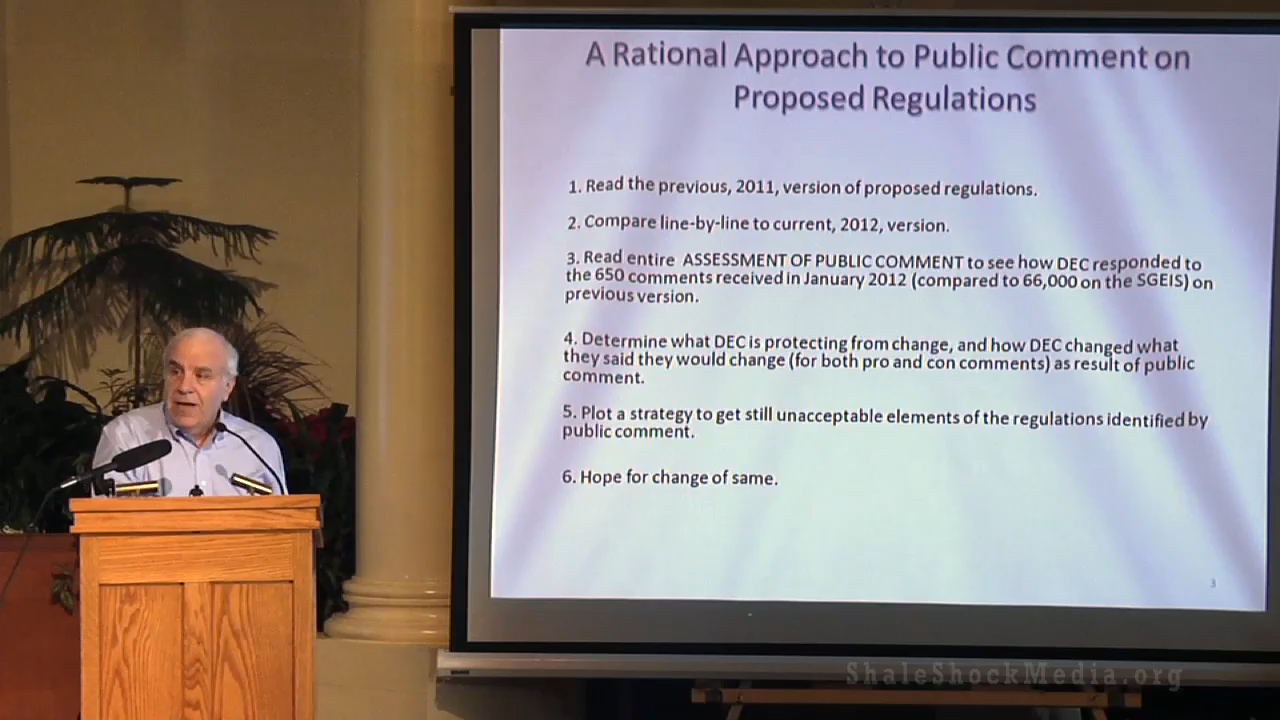 A Rational Approach to Public Comment on
Proposed Regulations
1. Read the previous, 2011, version of proposed regulations.
2. Compare line-by-line to current, 2012, version.
3. Read entire ASSESSMENT OF PUBLIC COMMENT to see how DEC responded to
the 650 comments received in January 2012 (compared to 66,000 on the SGEIS) on
previous version.
4. Determine what DEC is protecting from change, and how DEC changed what
they said they would change (for both pro and con comments) as result of public
comment.
5. Plot a strategy to get still unacceptable elements of the regulations identified by
public comment.
6. Hope for change of same.
3
ShaleShockMedia.org